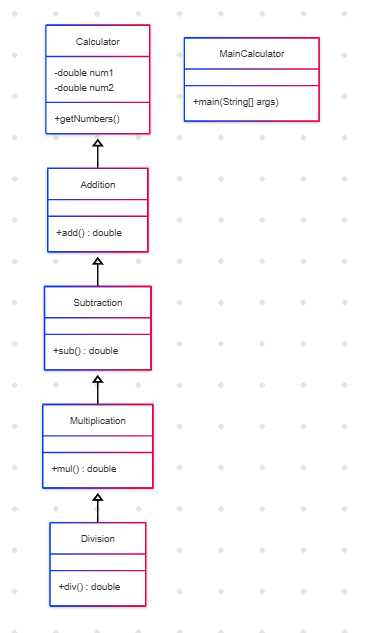 Calculator
-double num1
-double num2
+getNumbers()
MainCalculator
+main(String[] args)
Addition
+add() : double
Subtraction
+sub() : double
Multiplication
+mul() : double
Division
+div() : double